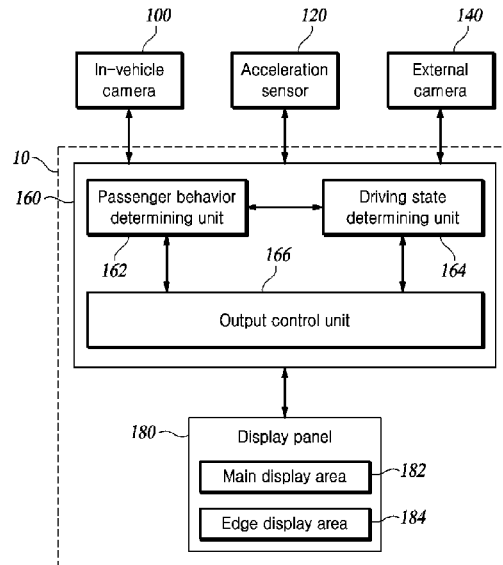 100
120
140
In-vehicle
camera
Acceleration
sensor
External
camera
10
160
Passenger behavior
determining unit
Driving state
determining unit
162
166
164
Output control unit
180
Display panel
Main display area
182
Edge display area
184